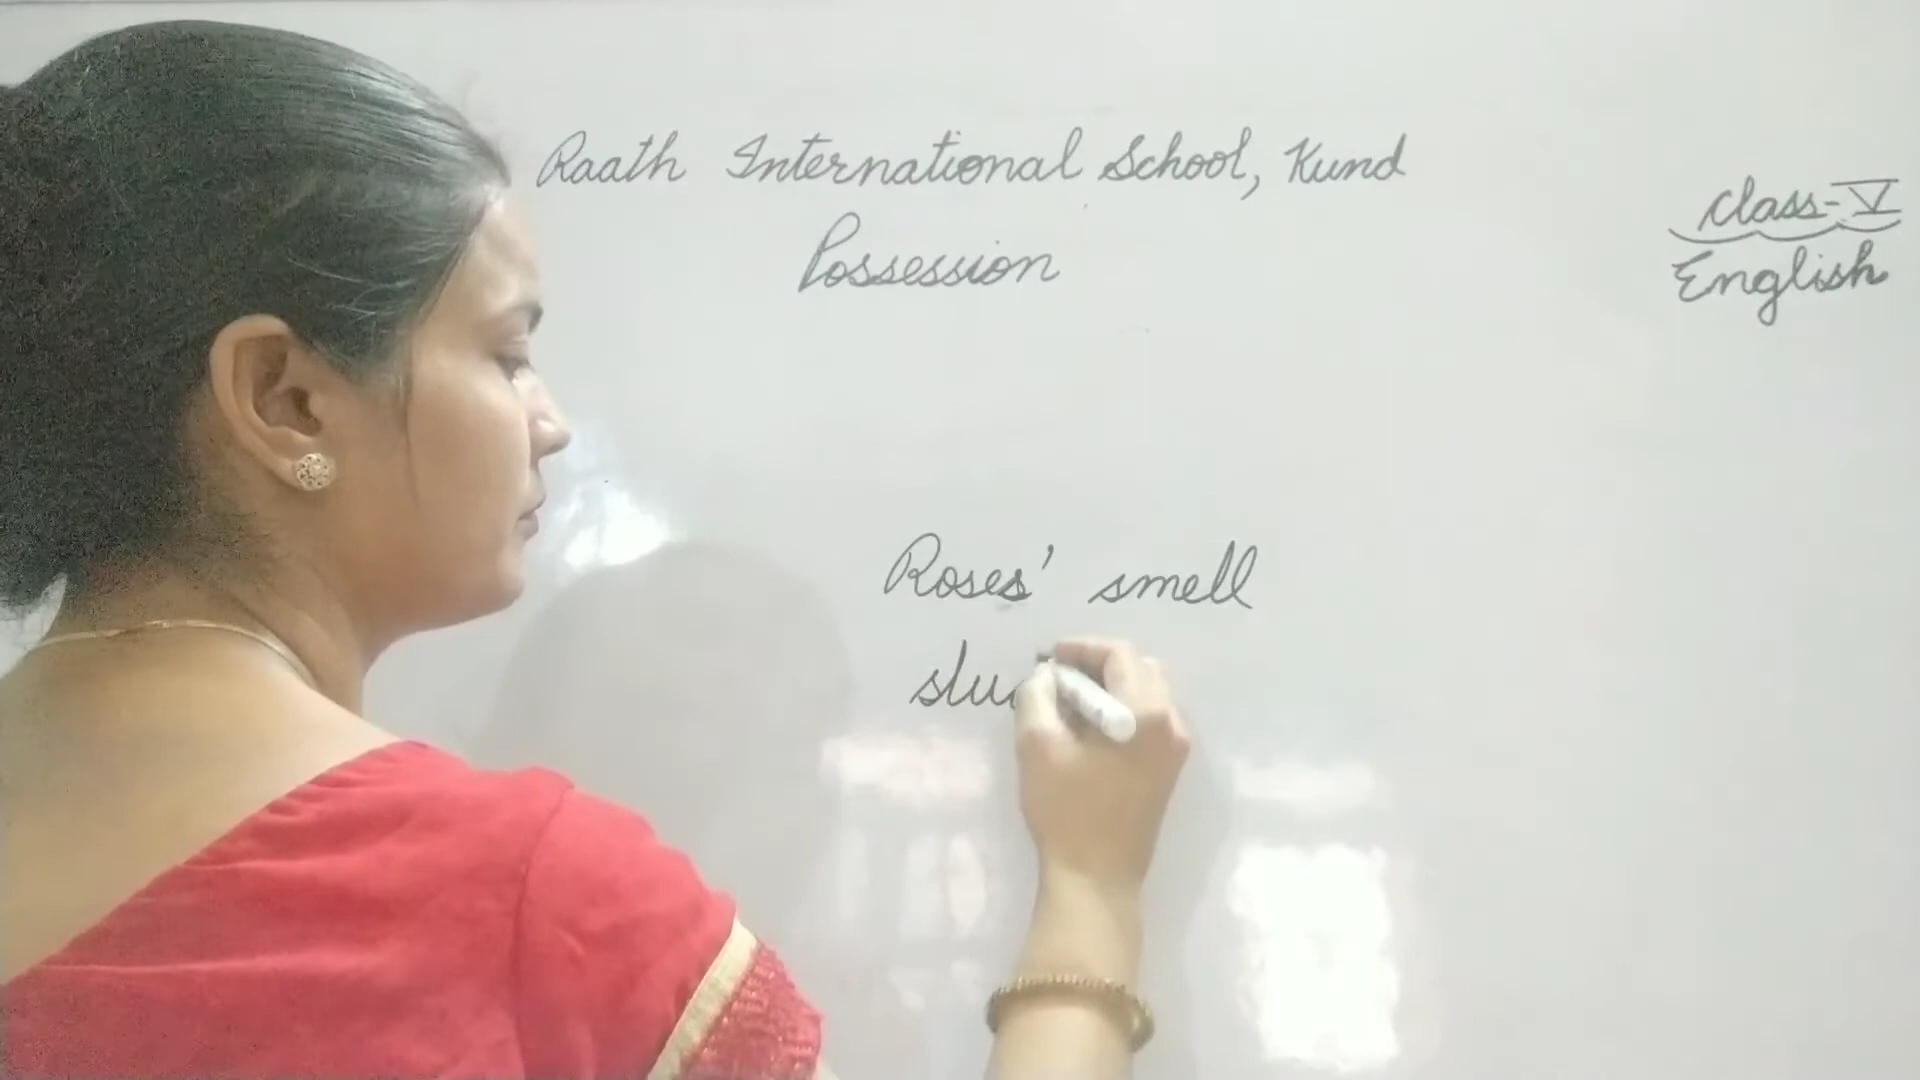 Raath International School, Kund
Possession
Class-V
English
Roses' smell